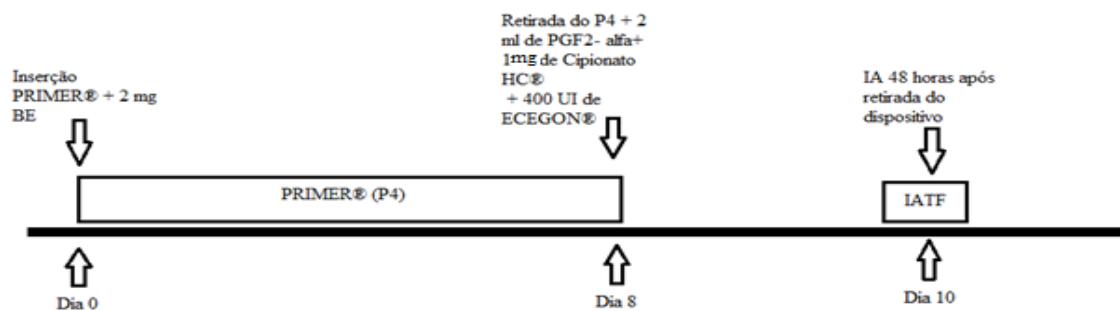 Inserção
PRIMER® + 2 mg
BE
Retirada do P4 + 2
ml de PGF2- alfa+
1mg de Cipionato
HC®
+ 400 UI de
ECEGON®
IA 48 horas após
retirada do
dispositivo
PRIMER® (P4)
IATF
Dia 0
Dia 8
Dia 10